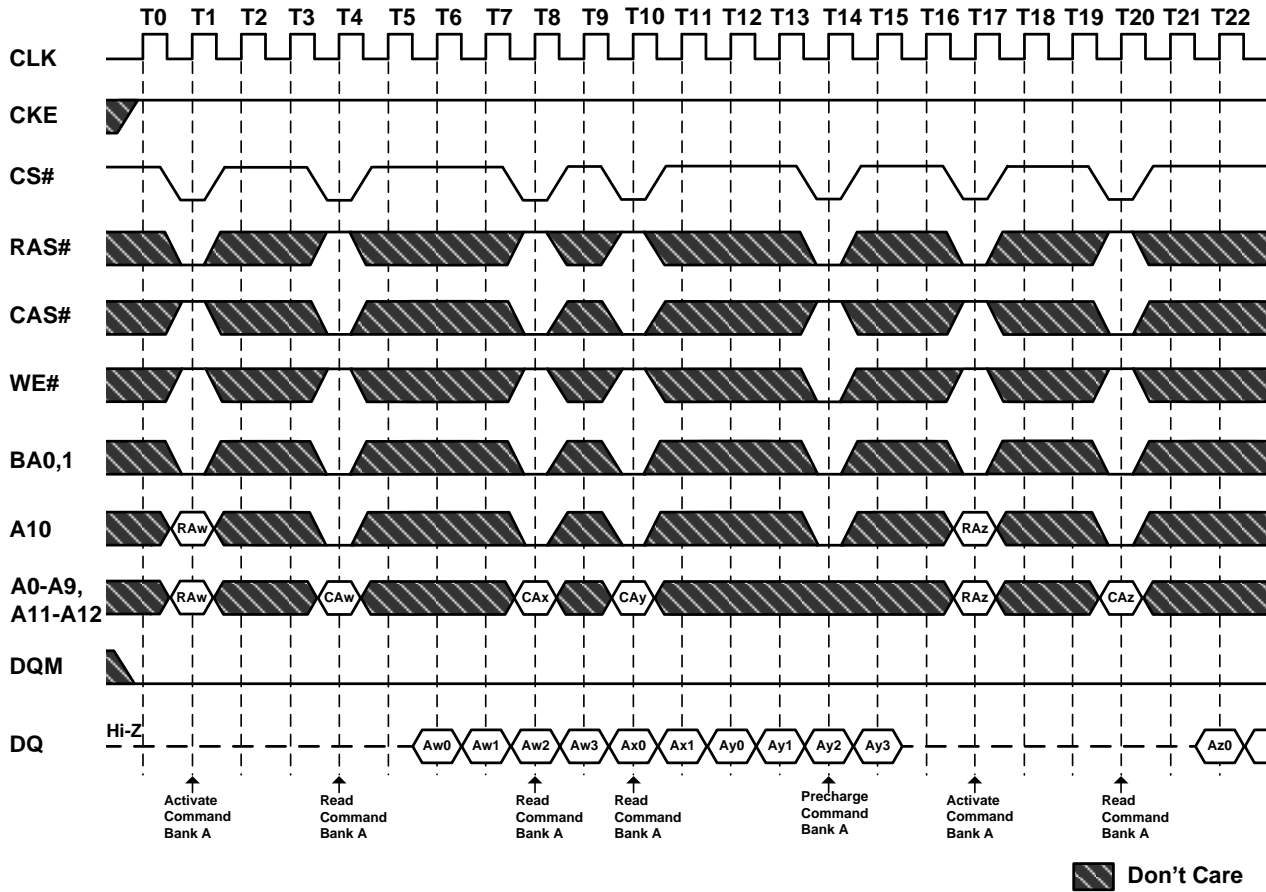 T0 T1 T2 T3 T4 T5 T6 T7 T8 T9 T10 T11 T12 T13 T14 T15 T16 T17 T18 T19 T20 T21 T22
CLK
CKE
CS#
RAS#
CAS#
WE#
BA0,1
A10
RAw RAz
A0-A9,
A11-A12
RAw CAw CAx CAy RAz CAz
DQM
Hi-Z
DQ
Aw0 Aw1 Aw2 Aw3 Ax0 Ax1 Ay0 Ay1 Ay2 Ay3 Az0
Activate
Command
Bank A
Read
Command
Bank A
Read
Command
Bank A
Read
Command
Bank A
Precharge
Command
Bank A
Activate
Command
Bank A
Read
Command
Bank A
Don't Care